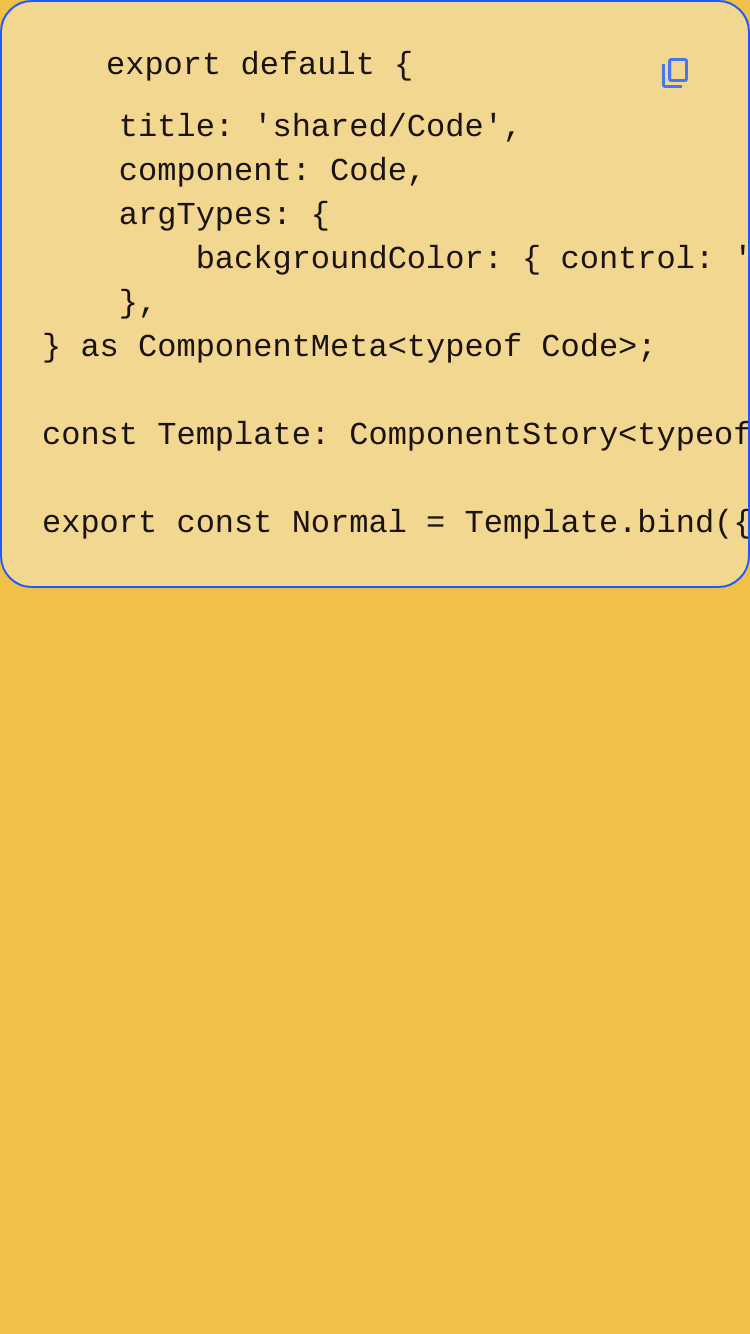 export default {
title: 'shared/Code',
component: Code,
argTypes: {
backgroundColor: { control: '
},
} as ComponentMeta<typeof Code>;
const Template: ComponentStory<typeof
export const Normal = Template.bind({